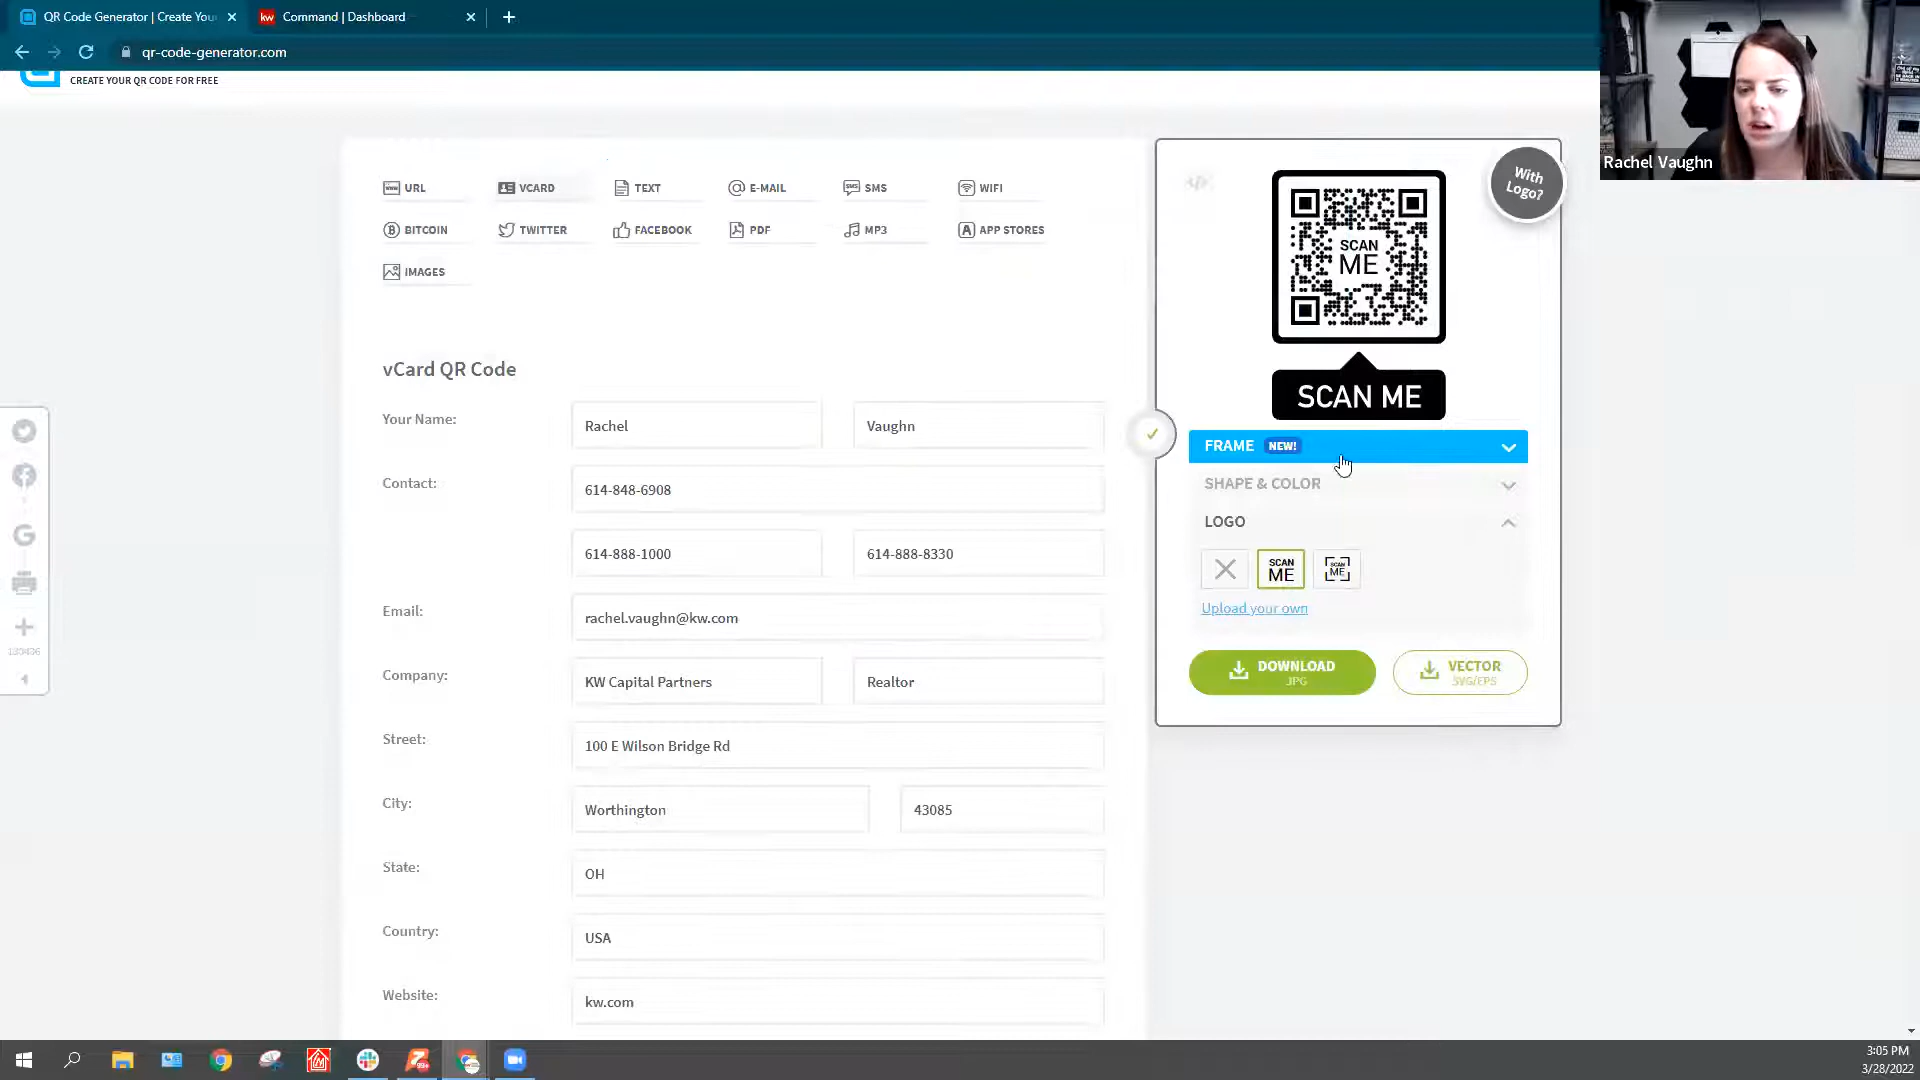 QR Code Generator | Create You
kw Command | Dashboard
qr-code-generator.com
CREATE YOUR QR CODE FOR FREE
Rachel Vaughn
URL VCARD TEXT E-MAIL SMS WIFI
BITCOIN TWITTER FACEBOOK PDF MP3 APP STORES
IMAGES
With
Logo?
SCAN
ME
SCAN ME
vCard QR Code
Your Name: Rachel Vaughn
Contact: 614-848-6908
614-888-1000 614-888-8330
Email: rachel.vaughn@kw.com
Company: KW Capital Partners Realtor
Street: 100 E Wilson Bridge Rd
City: Worthington 43085
State: OH
Country: USA
Website: kw.com
FRAME NEW!
SHAPE & COLOR
LOGO
SCAN
ME
SCAN
ME
Upload your own
DOWNLOAD
JPG
VECTOR
SVG/EPS
3:05 PM
3/28/2022